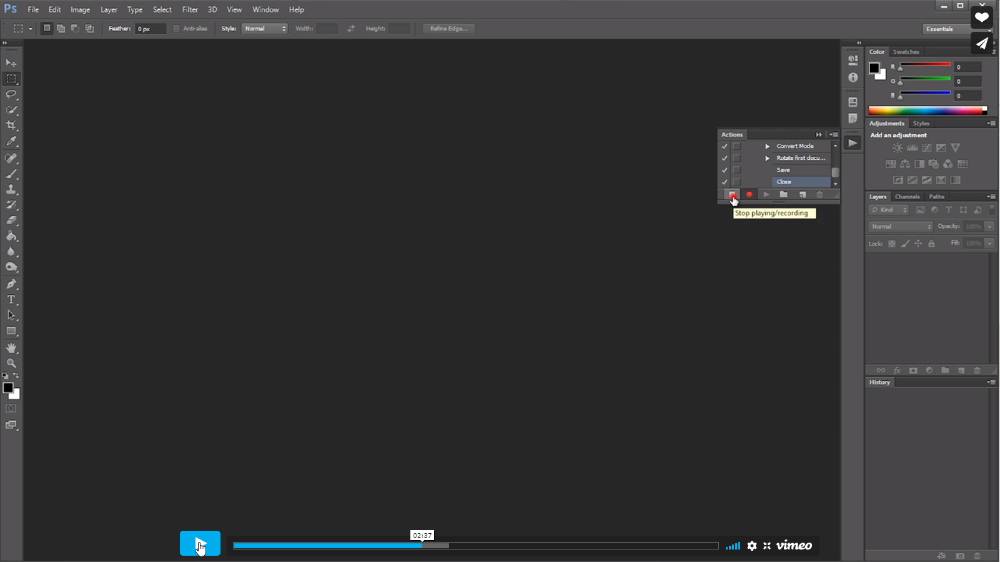 Ps File Edit Image Layer Type Select Filter 3D View Window Help
Feather: 0 px Anti-alias Style: Normal Width: Height: Refine Edge... Essentials
Color Swatches
R 0
G 0
B 0
Adjustments Styles
Add an adjustment
Actions
Convert Mode
Rotate first docu...
Save
Close
Stop playing/recording
Layers Channels Paths
Kind
Normal Opacity: 100%
Lock: Fill: 100%
History
02:37
vimeo